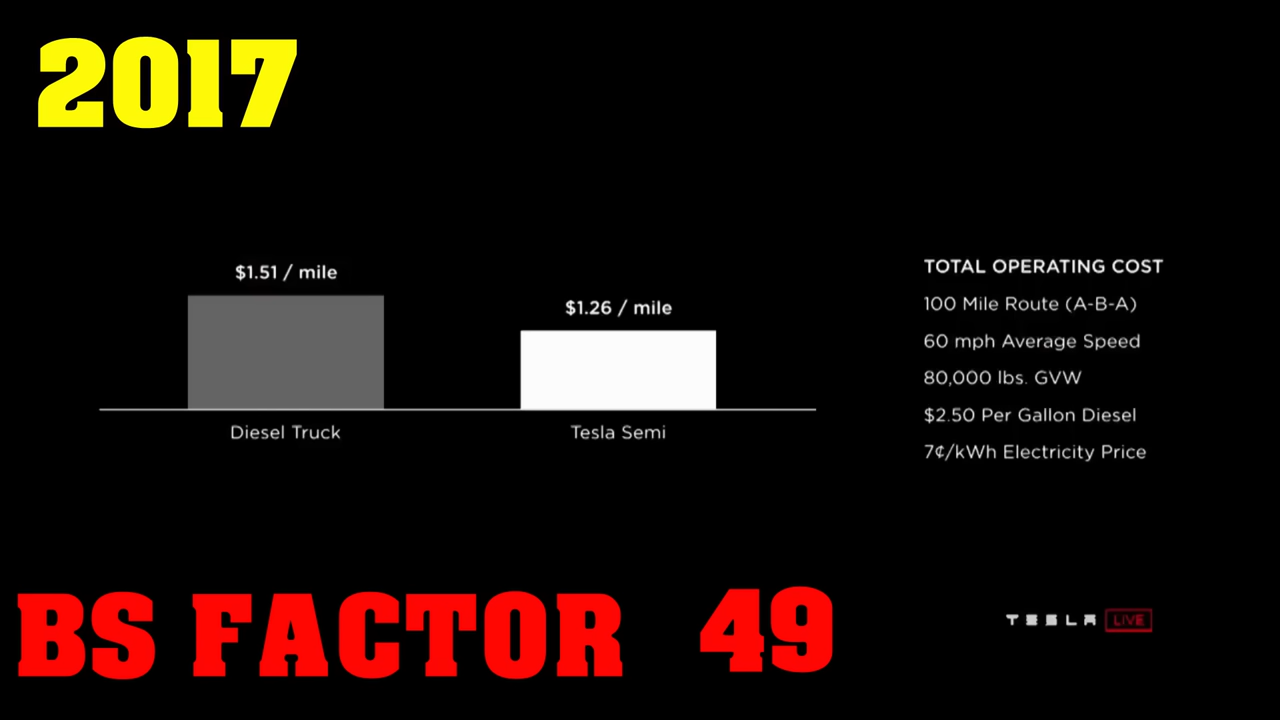 2017
$1.51 / mile
$1.26 / mile
Diesel Truck
Tesla Semi
TOTAL OPERATING COST
100 Mile Route (A-B-A)
60 mph Average Speed
80,000 lbs. GVW
$2.50 Per Gallon Diesel
7¢/kWh Electricity Price
BS FACTOR 49
TESLA LIVE